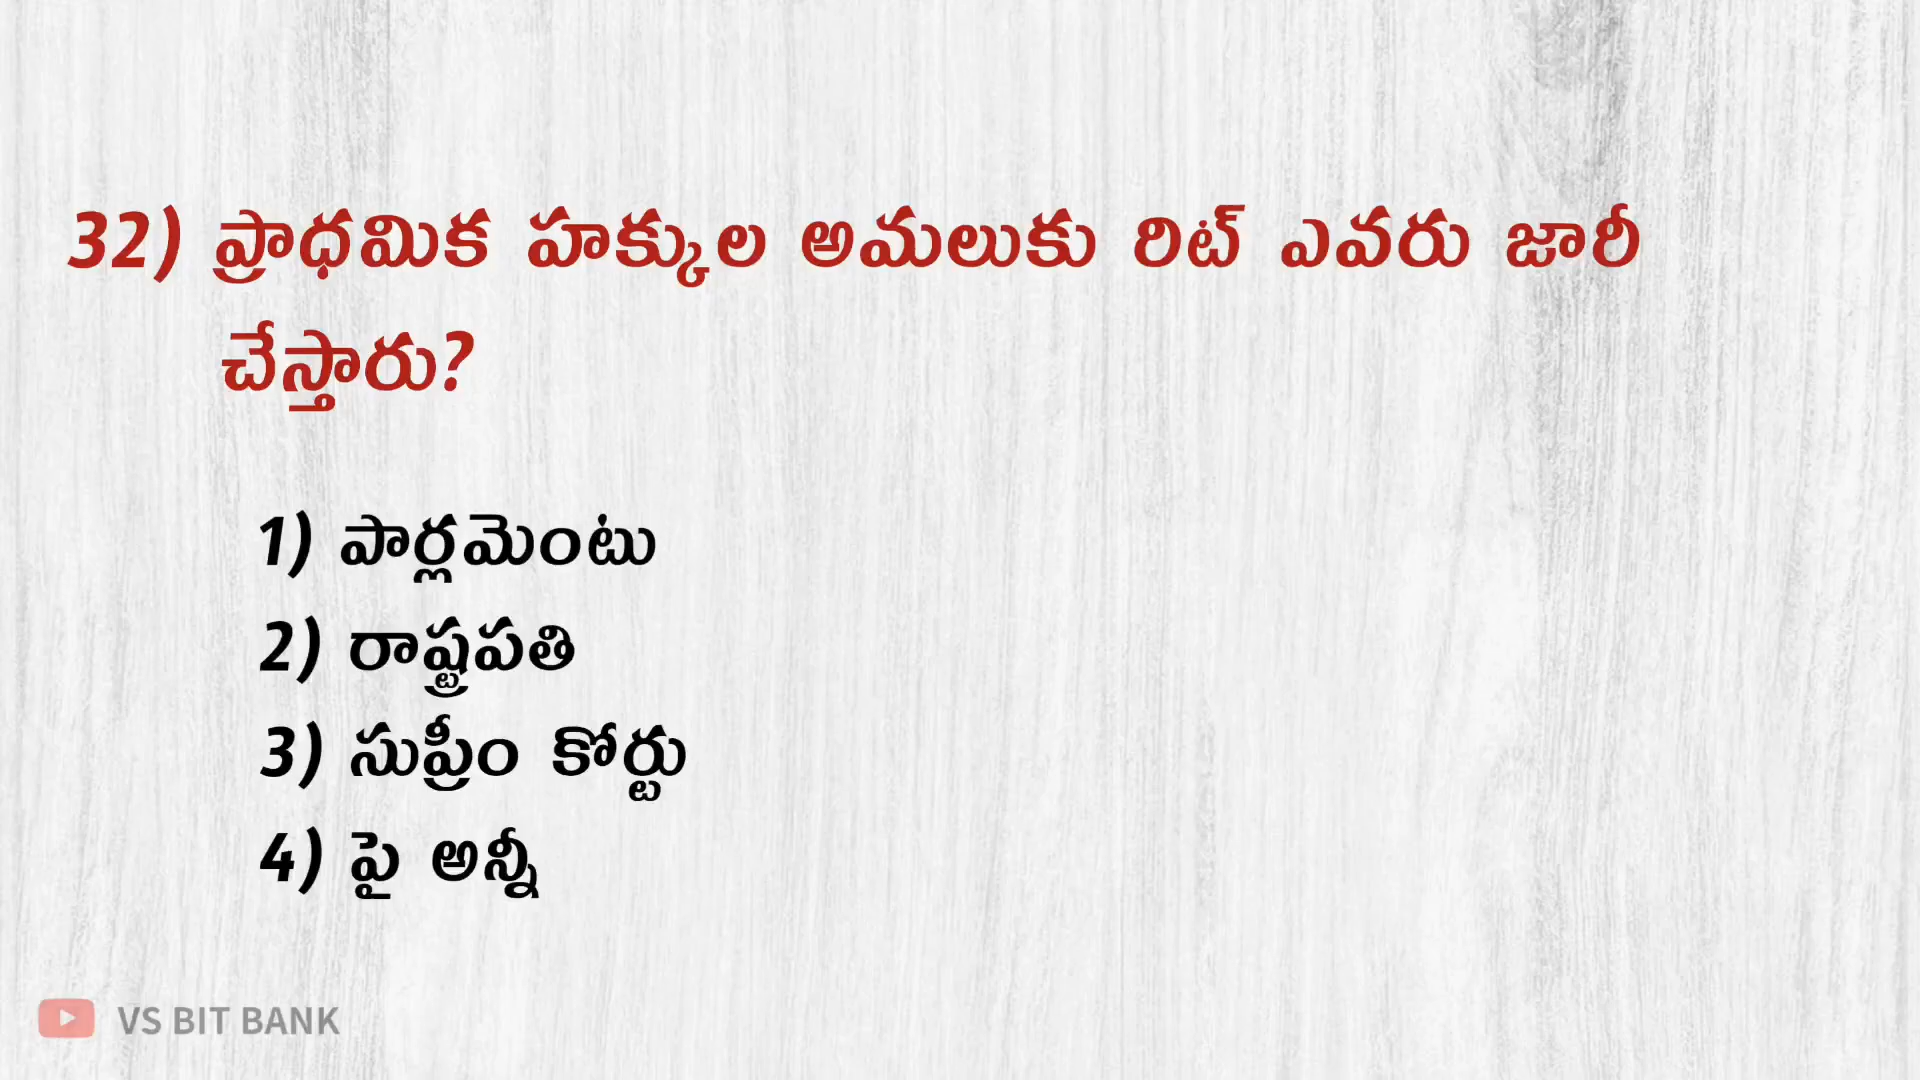 32) ప్రాధమిక హక్కుల అమలుకు రిట్ ఎవరు జారీ
చేస్తారు?
1) పార్లమెంటు
2) రాష్ట్రపతి
3) సుప్రీం కోర్టు
4) పై అన్నీ
VS BIT BANK